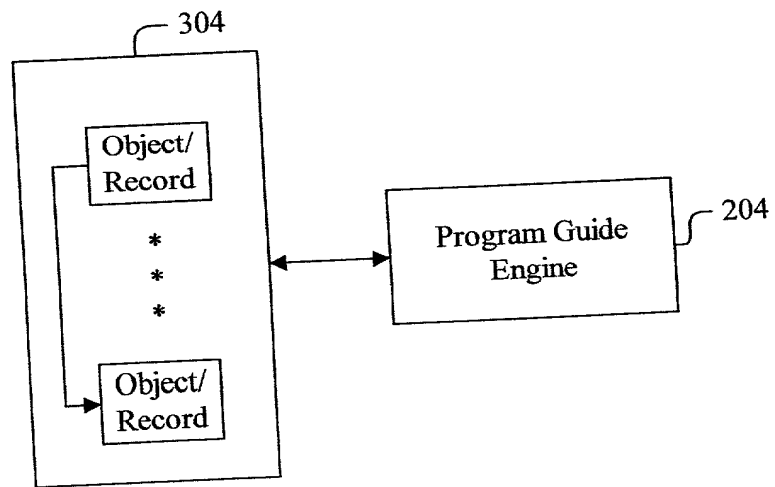 304
Object/
Record
*
*
*
Object/
Record
Program Guide
Engine
204